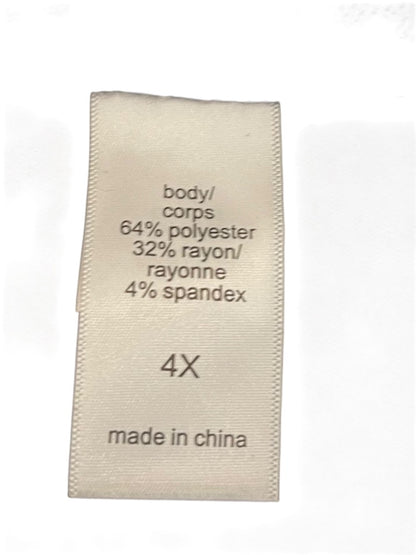 body/
corps
64% polyester
32% rayon/
rayonne
4% spandex
4X
made in china